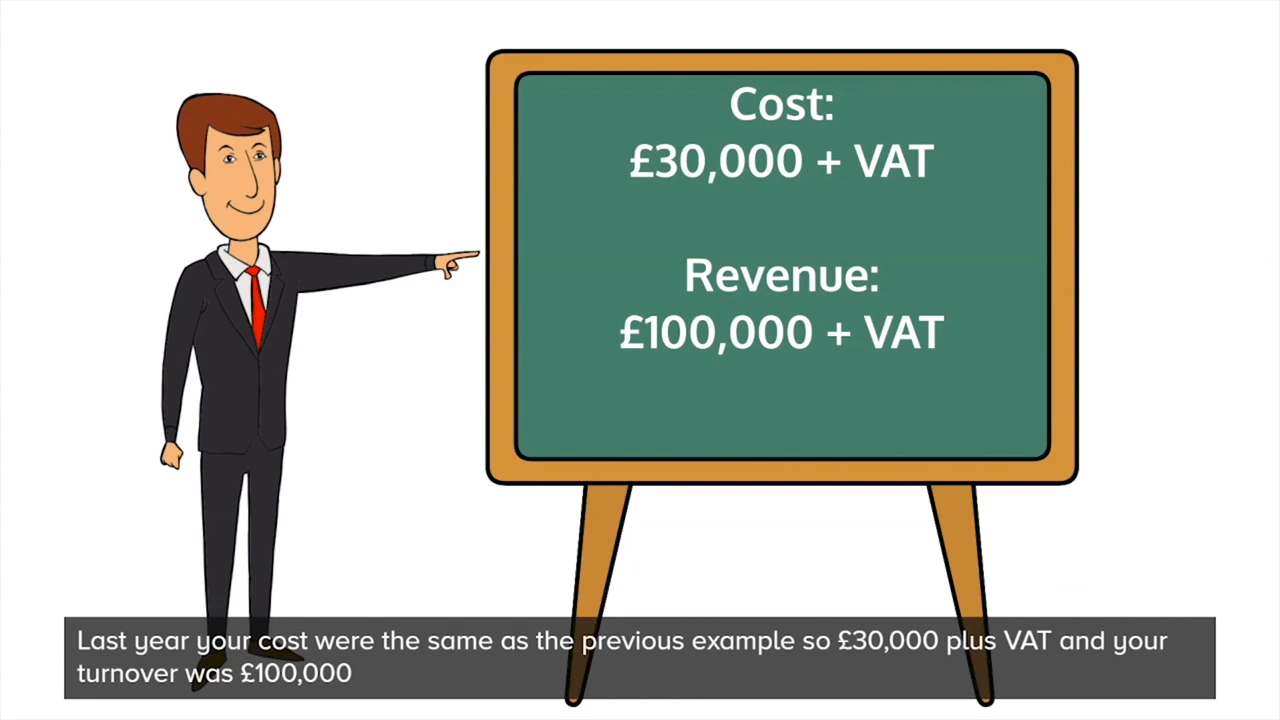 Cost:
£30,000 + VAT
Revenue:
£100,000 + VAT
Last year your cost were the same as the previous example so £30,000 plus VAT and your
turnover was £100,000